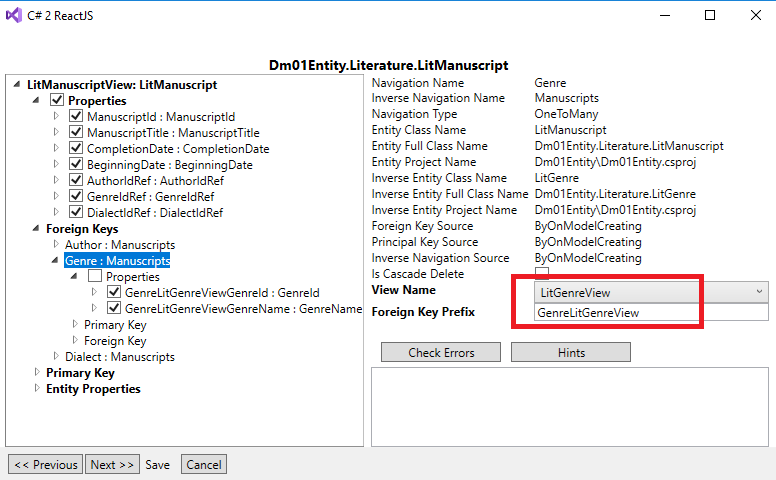 C# 2 ReactJS
Dm01Entity.Literature.LitManuscript
LitManuscriptView: LitManuscript
Properties
ManuscriptId : ManuscriptId
ManuscriptTitle : ManuscriptTitle
CompletionDate : CompletionDate
BeginningDate : BeginningDate
AuthorIdRef : AuthorIdRef
GenreIdRef : GenreIdRef
DialectIdRef : DialectIdRef
Foreign Keys
Author : Manuscripts
Genre : Manuscripts
Properties
GenreLitGenreViewGenreId : GenreId
GenreLitGenreViewGenreName : GenreName
Primary Key
Foreign Key
Dialect : Manuscripts
Primary Key
Entity Properties
Navigation Name Genre
Inverse Navigation Name Manuscripts
Navigation Type OneToMany
Entity Class Name LitManuscript
Entity Full Class Name Dm01Entity.Literature.LitManuscript
Entity Project Name Dm01Entity\Dm01Entity.csproj
Inverse Entity Class Name LitGenre
Inverse Entity Full Class Name Dm01Entity.Literature.LitGenre
Inverse Entity Project Name Dm01Entity\Dm01Entity.csproj
Foreign Key Source ByOnModelCreating
Principal Key Source ByOnModelCreating
Inverse Navigation Source ByOnModelCreating
Is Cascade Delete
View Name LitGenreView
Foreign Key Prefix GenreLitGenreView
Check Errors Hints
<< Previous Next >> Save Cancel